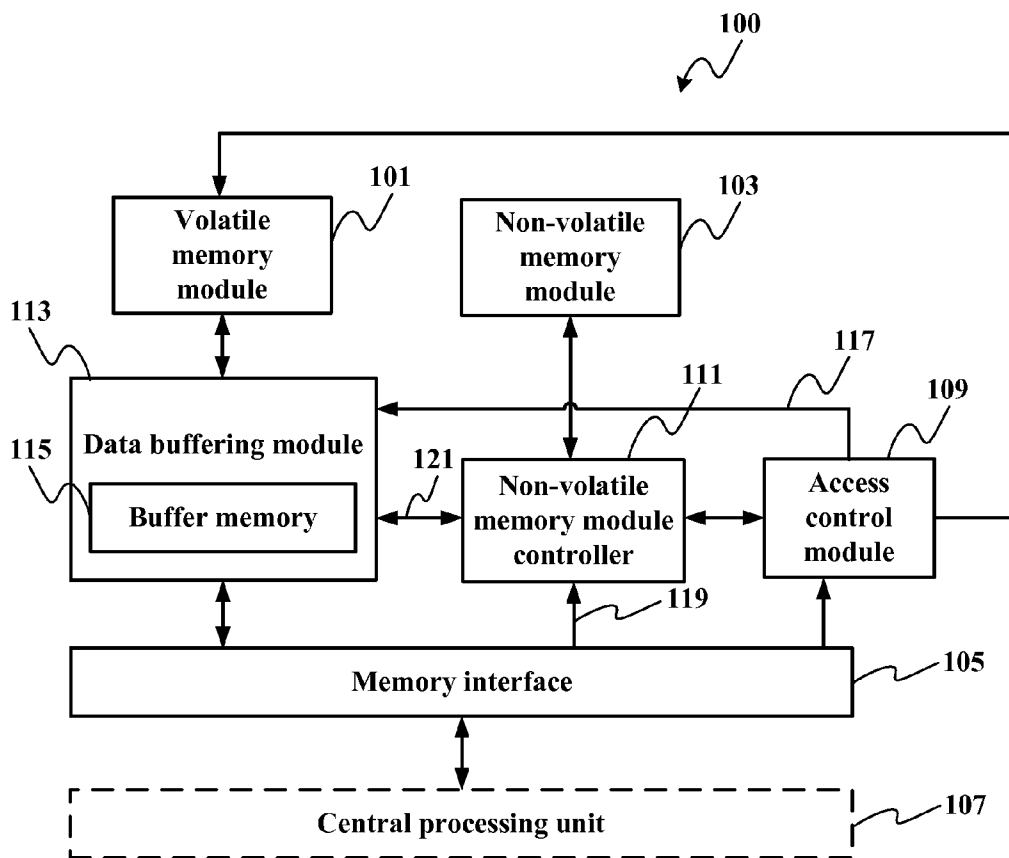 100
101
103
Volatile
memory
module
Non-volatile
memory
module
113
117
111
109
Data buffering module
115
121
Buffer memory
Non-volatile
memory module
controller
Access
control
module
119
105
Memory interface
Central processing unit
107